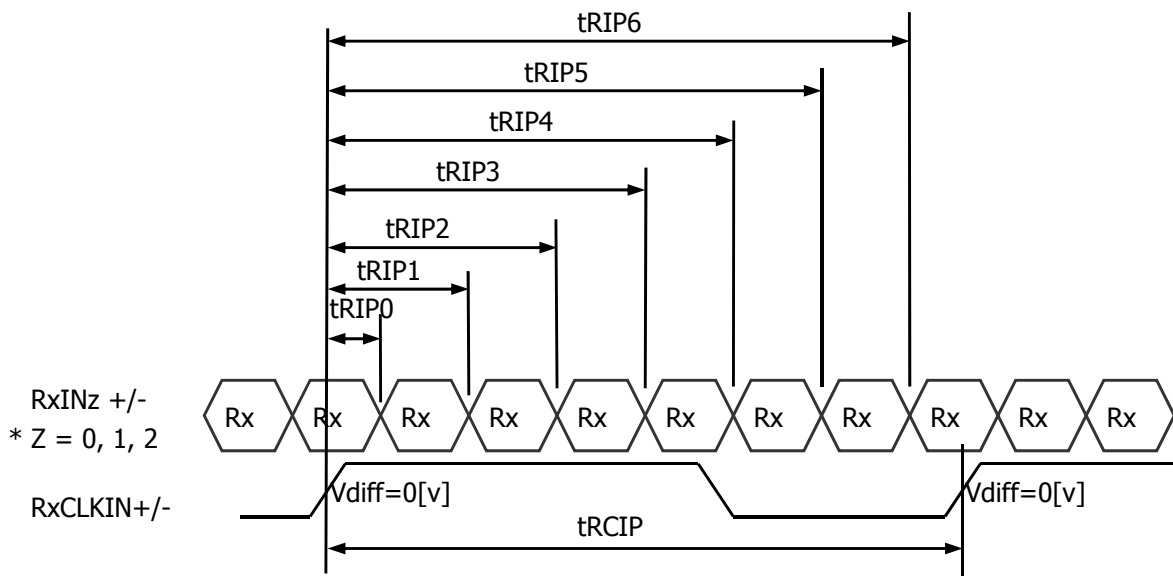 tRIP6
tRIP5
tRIP4
tRIP3
tRIP2
tRIP1
tRIP0
RxINz +/-
* Z = 0, 1, 2
Rx Rx Rx Rx Rx Rx Rx Rx Rx Rx Rx
RxCLKIN+/-
Vdiff=0[v] Vdiff=0[v]
tRCIP